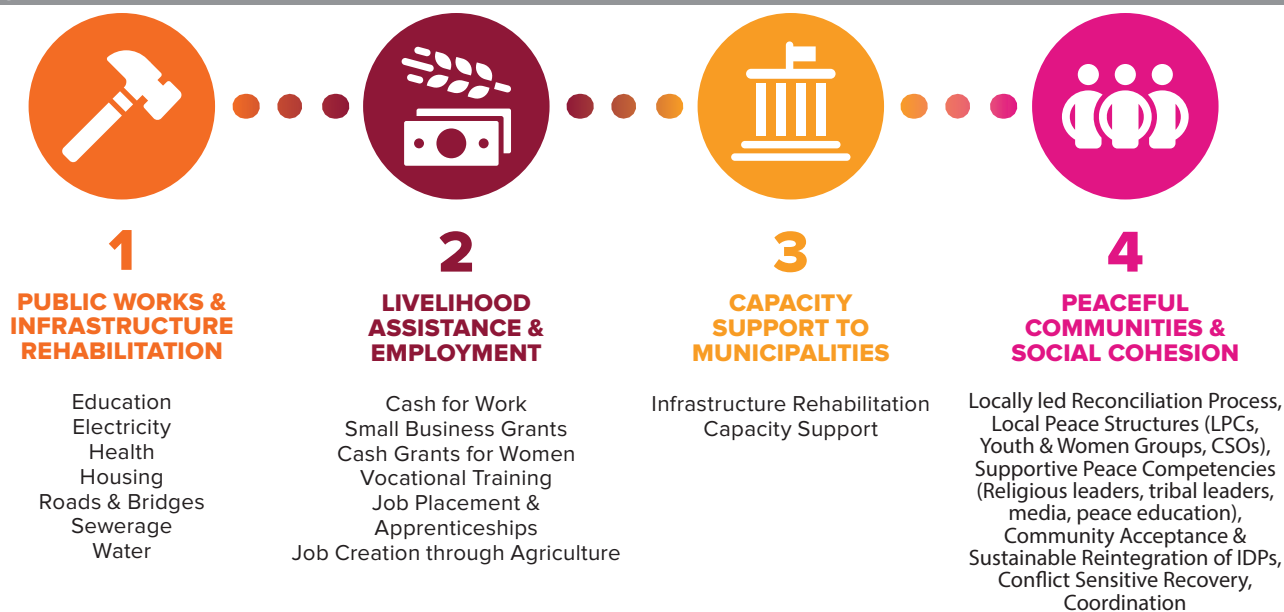 1
PUBLIC WORKS &
INFRASTRUCTURE
REHABILITATION
Education
Electricity
Health
Housing
Roads & Bridges
Sewerage
Water
2
LIVELIHOOD
ASSISTANCE &
EMPLOYMENT
Cash for Work
Small Business Grants
Cash Grants for Women
Vocational Training
Job Placement &
Apprenticeships
Job Creation through Agriculture
3
CAPACITY
SUPPORT TO
MUNICIPALITIES
Infrastructure Rehabilitation
Capacity Support
4
PEACEFUL
COMMUNITIES &
SOCIAL COHESION
Locally led Reconciliation Process,
Local Peace Structures (LPCs,
Youth & Women Groups, CSOs),
Supportive Peace Competencies
(Religious leaders, tribal leaders,
media, peace education),
Community Acceptance &
Sustainable Reintegration of IDPs,
Conflict Sensitive Recovery,
Coordination